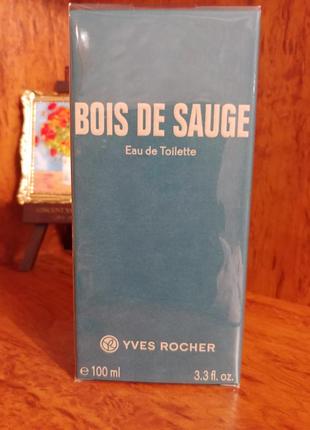 BOIS DE SAUGE
Eau de Toilette
YVES ROCHER
℮ 100 ml 3.3 fl. oz.